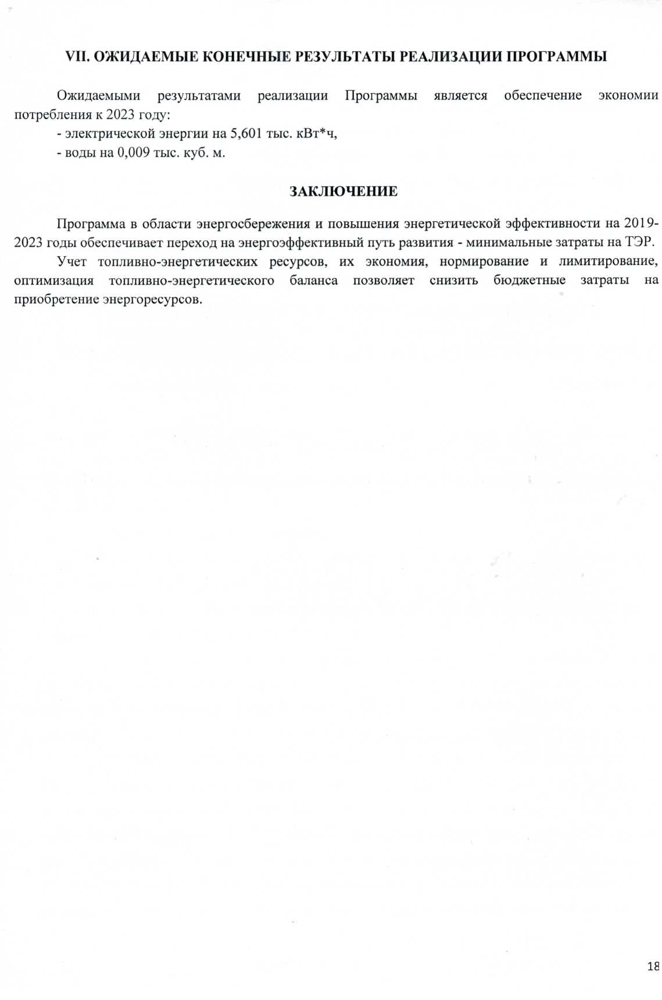 VII. ОЖИДАЕМЫЕ КОНЕЧНЫЕ РЕЗУЛЬТАТЫ РЕАЛИЗАЦИИ ПРОГРАММЫ
Ожидаемыми результатами реализации Программы является обеспечение экономии
потребления к 2023 году:
- электрической энергии на 5,601 тыс. кВт*ч,
- воды на 0,009 тыс. куб. м.
ЗАКЛЮЧЕНИЕ
Программа в области энергосбережения и повышения энергетической эффективности на 2019-
2023 годы обеспечивает переход на энергоэффективный путь развития - минимальные затраты на ТЭР.
Учет топливно-энергетических ресурсов, их экономия, нормирование и лимитирование,
оптимизация топливно-энергетического баланса позволяет снизить бюджетные затраты на
приобретение энергоресурсов.
18